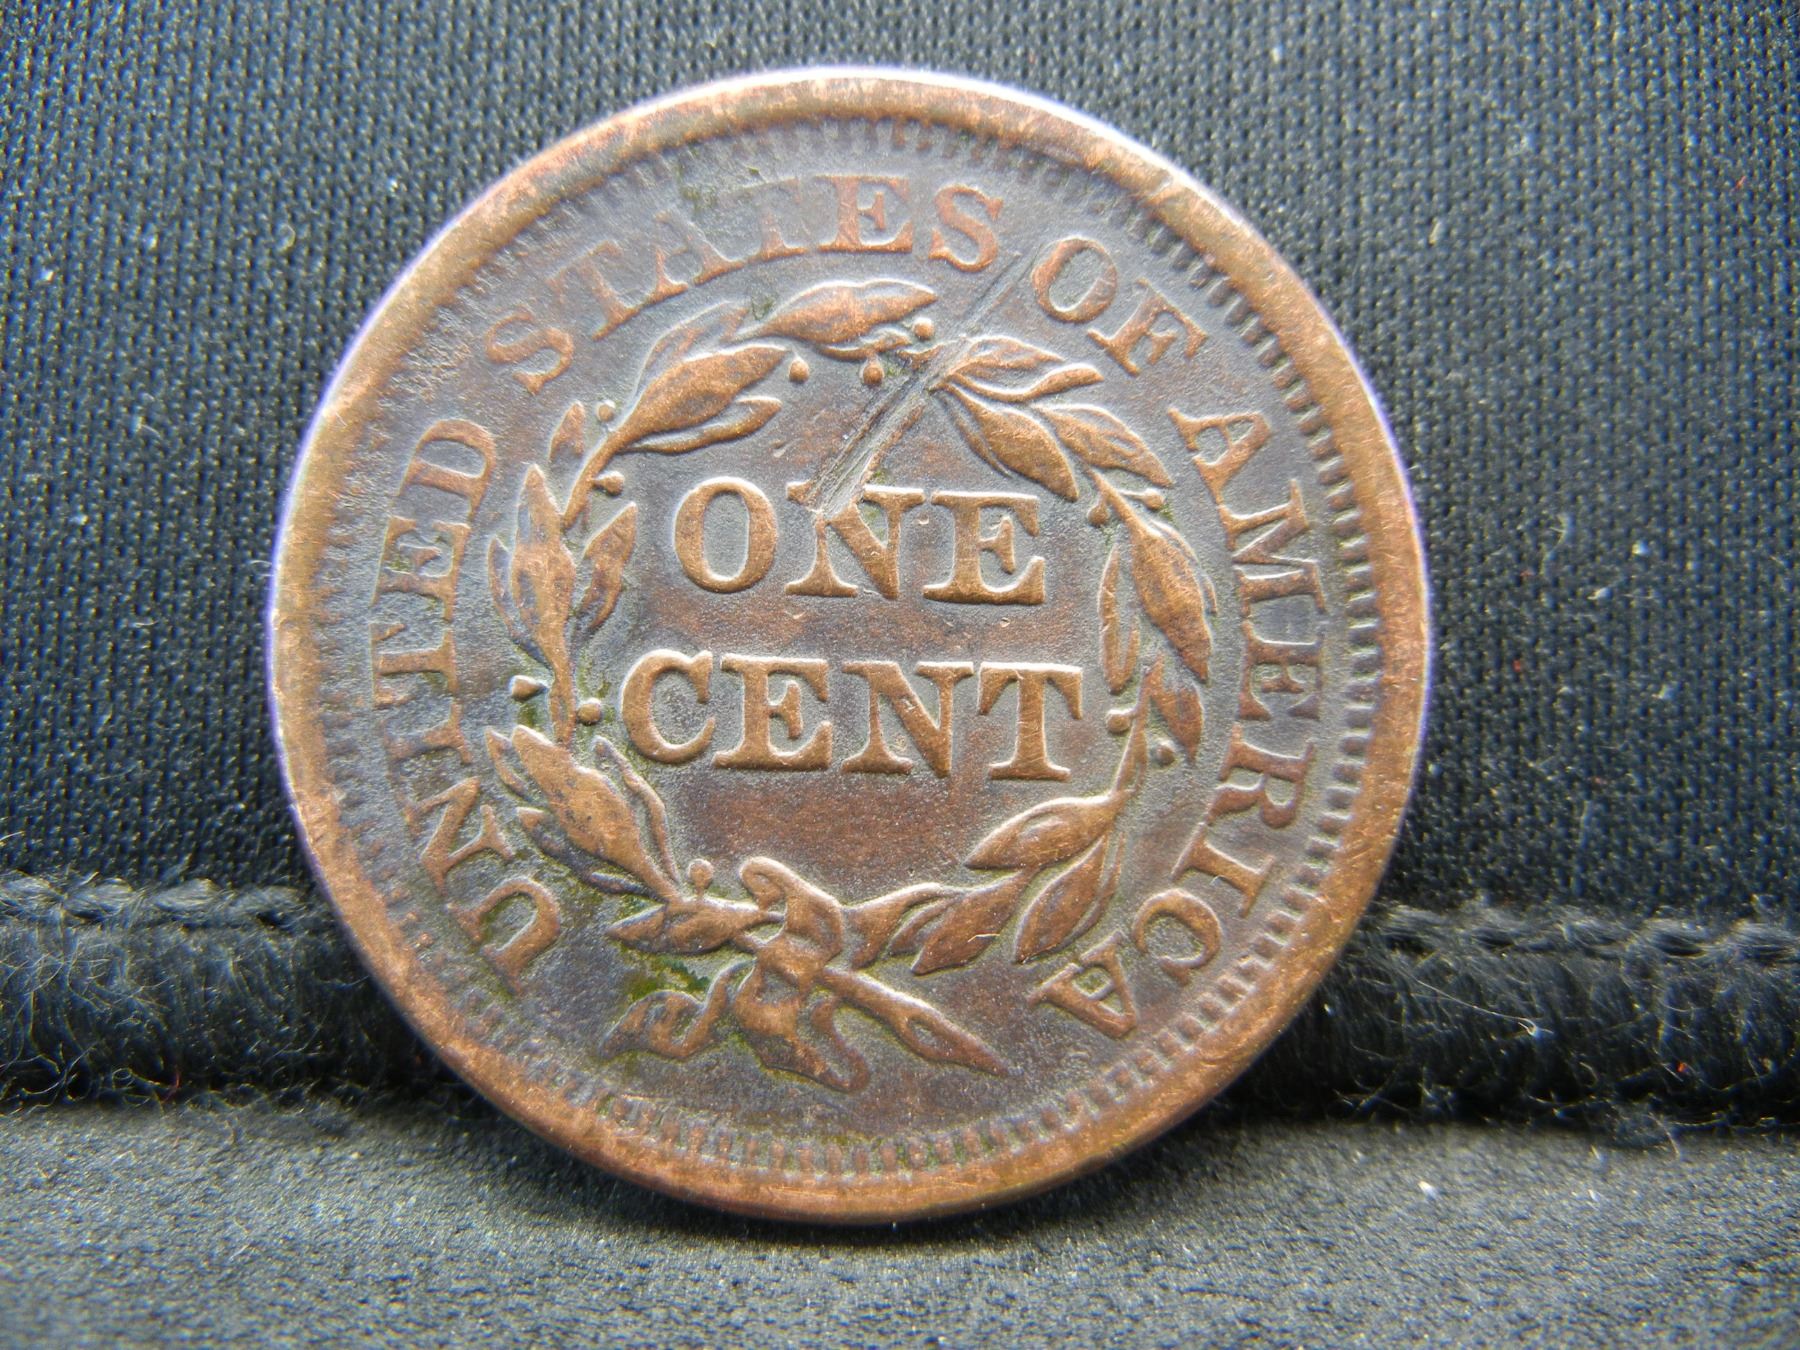 UNITED STATES OF AMERICA
ONE
CENT